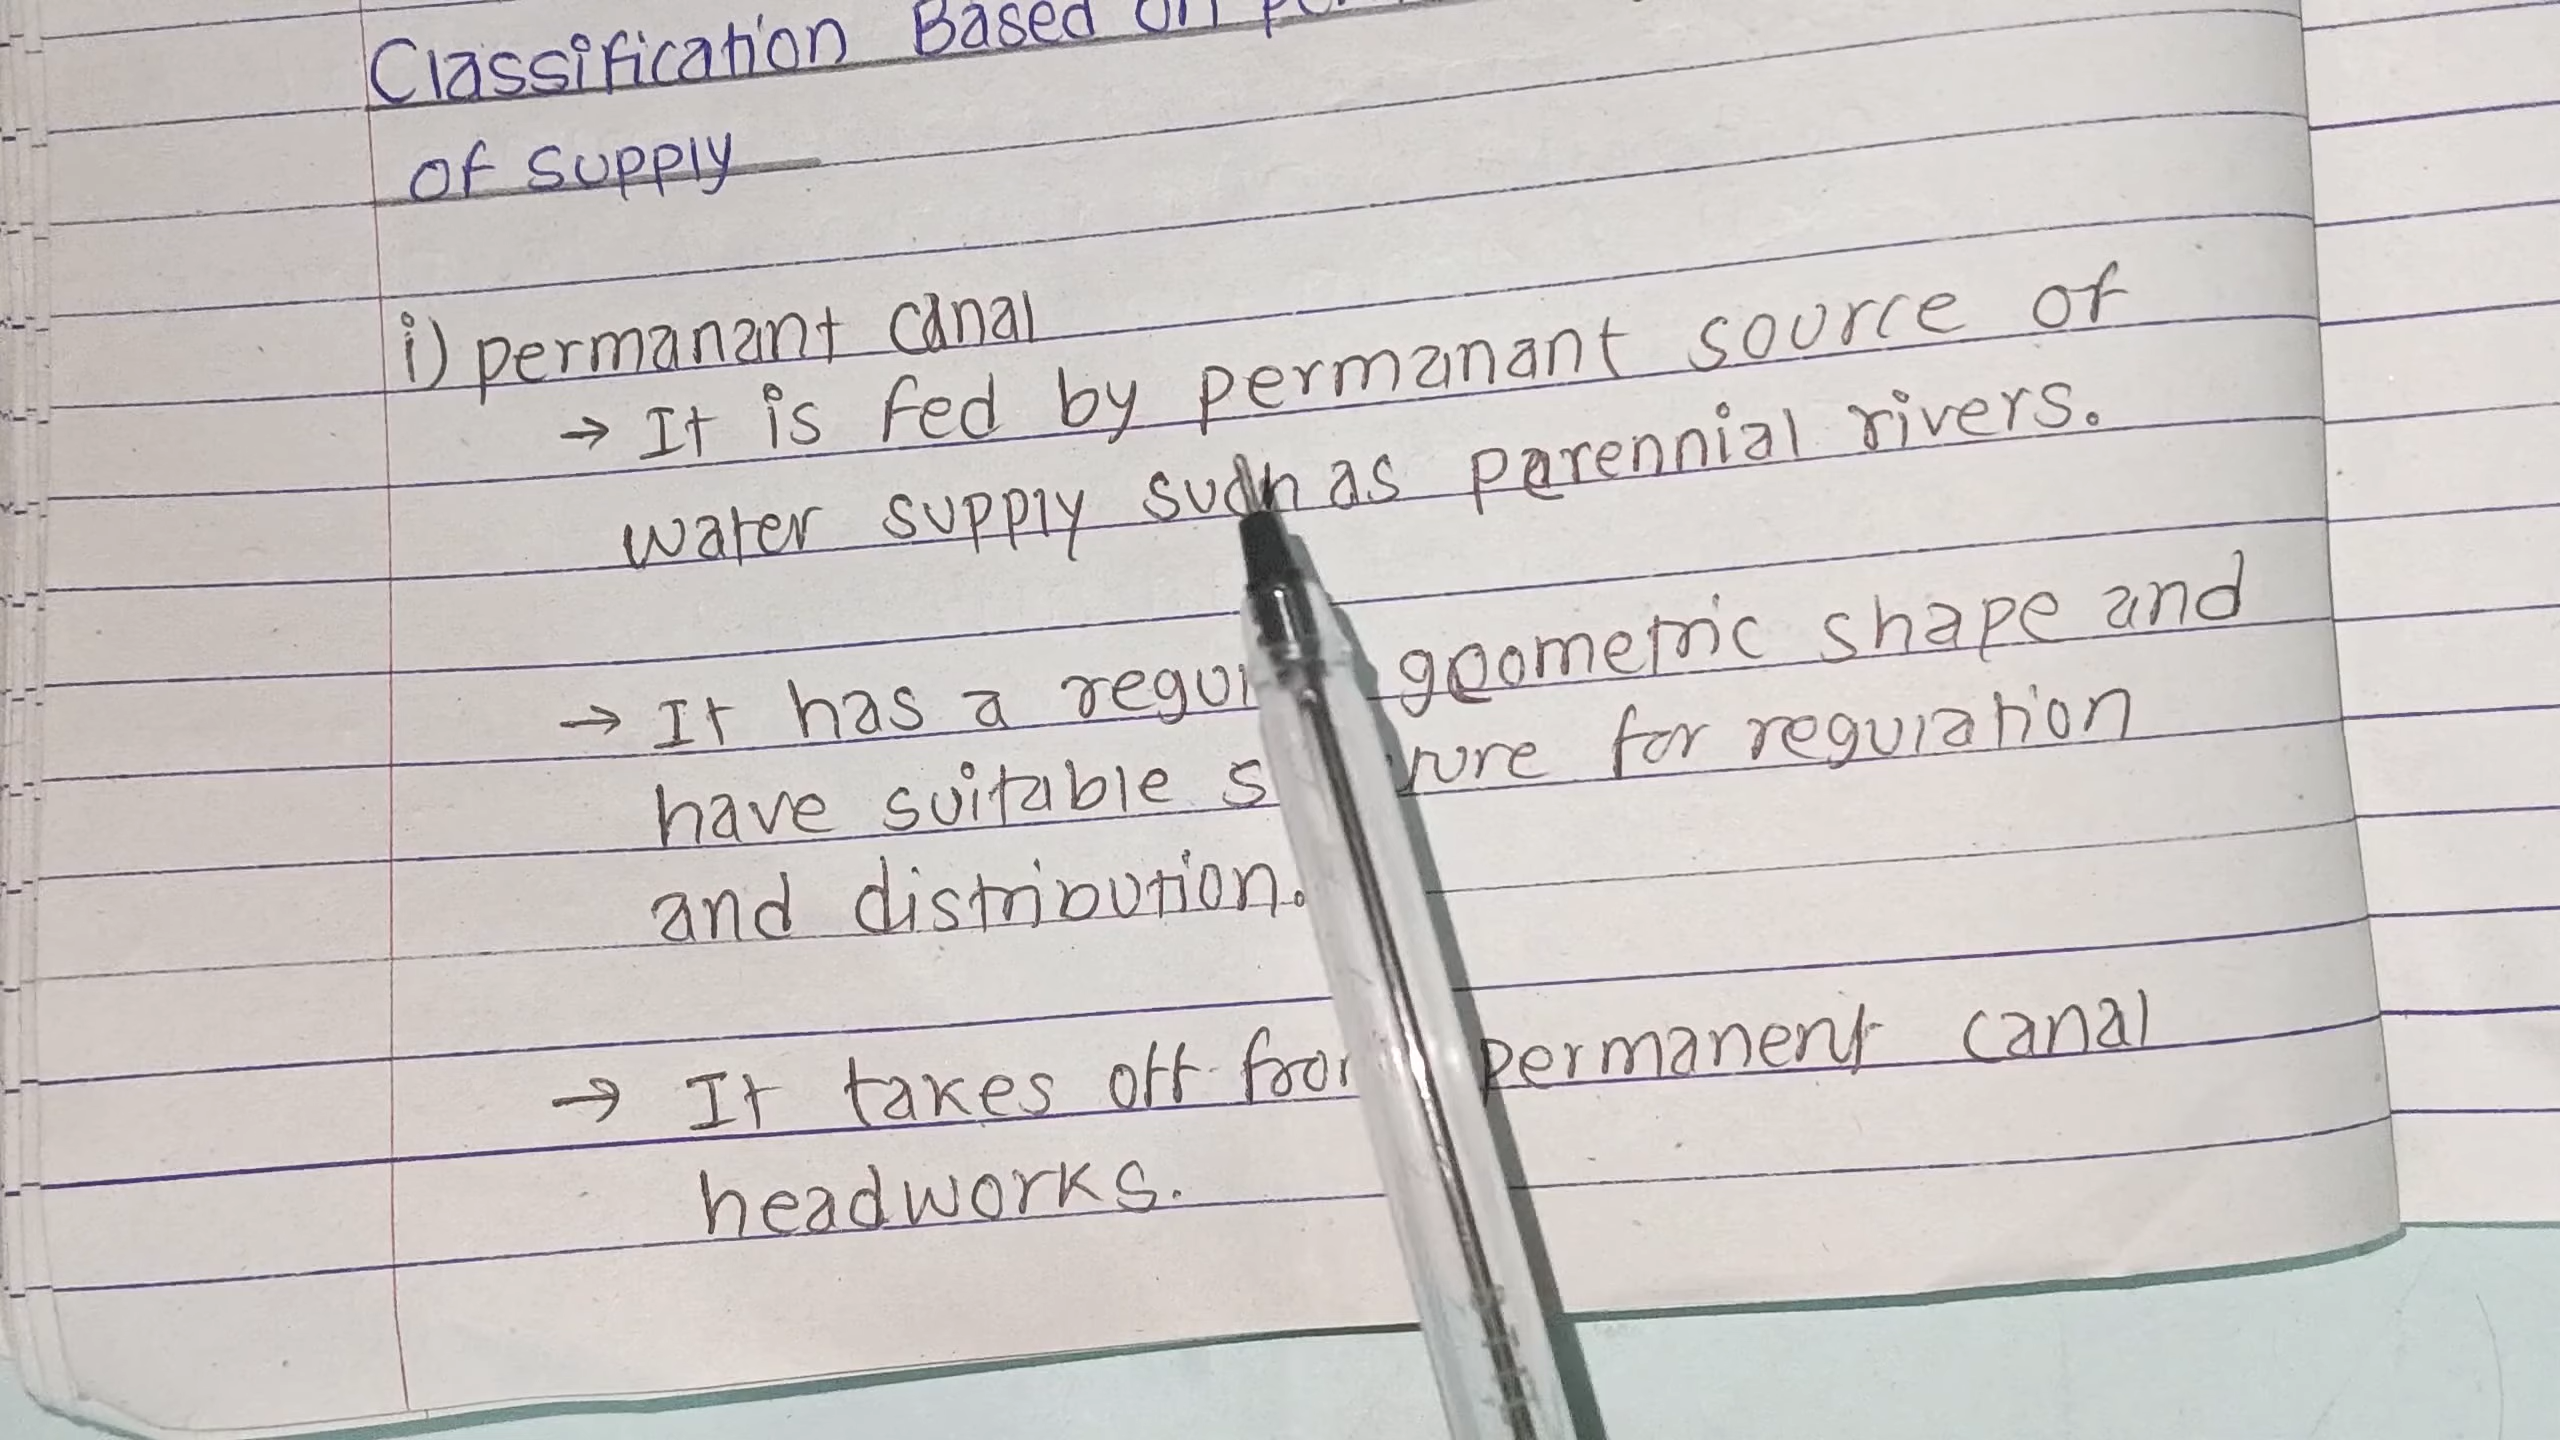 Classification Based on
of supply
i) permanant canal
→ It is fed by permanant source of
water supply such as parennial rivers.
→ It has a geometric shape and
have suitable for regulation
and distribution.
→ It takes off permanent canal
headworks.